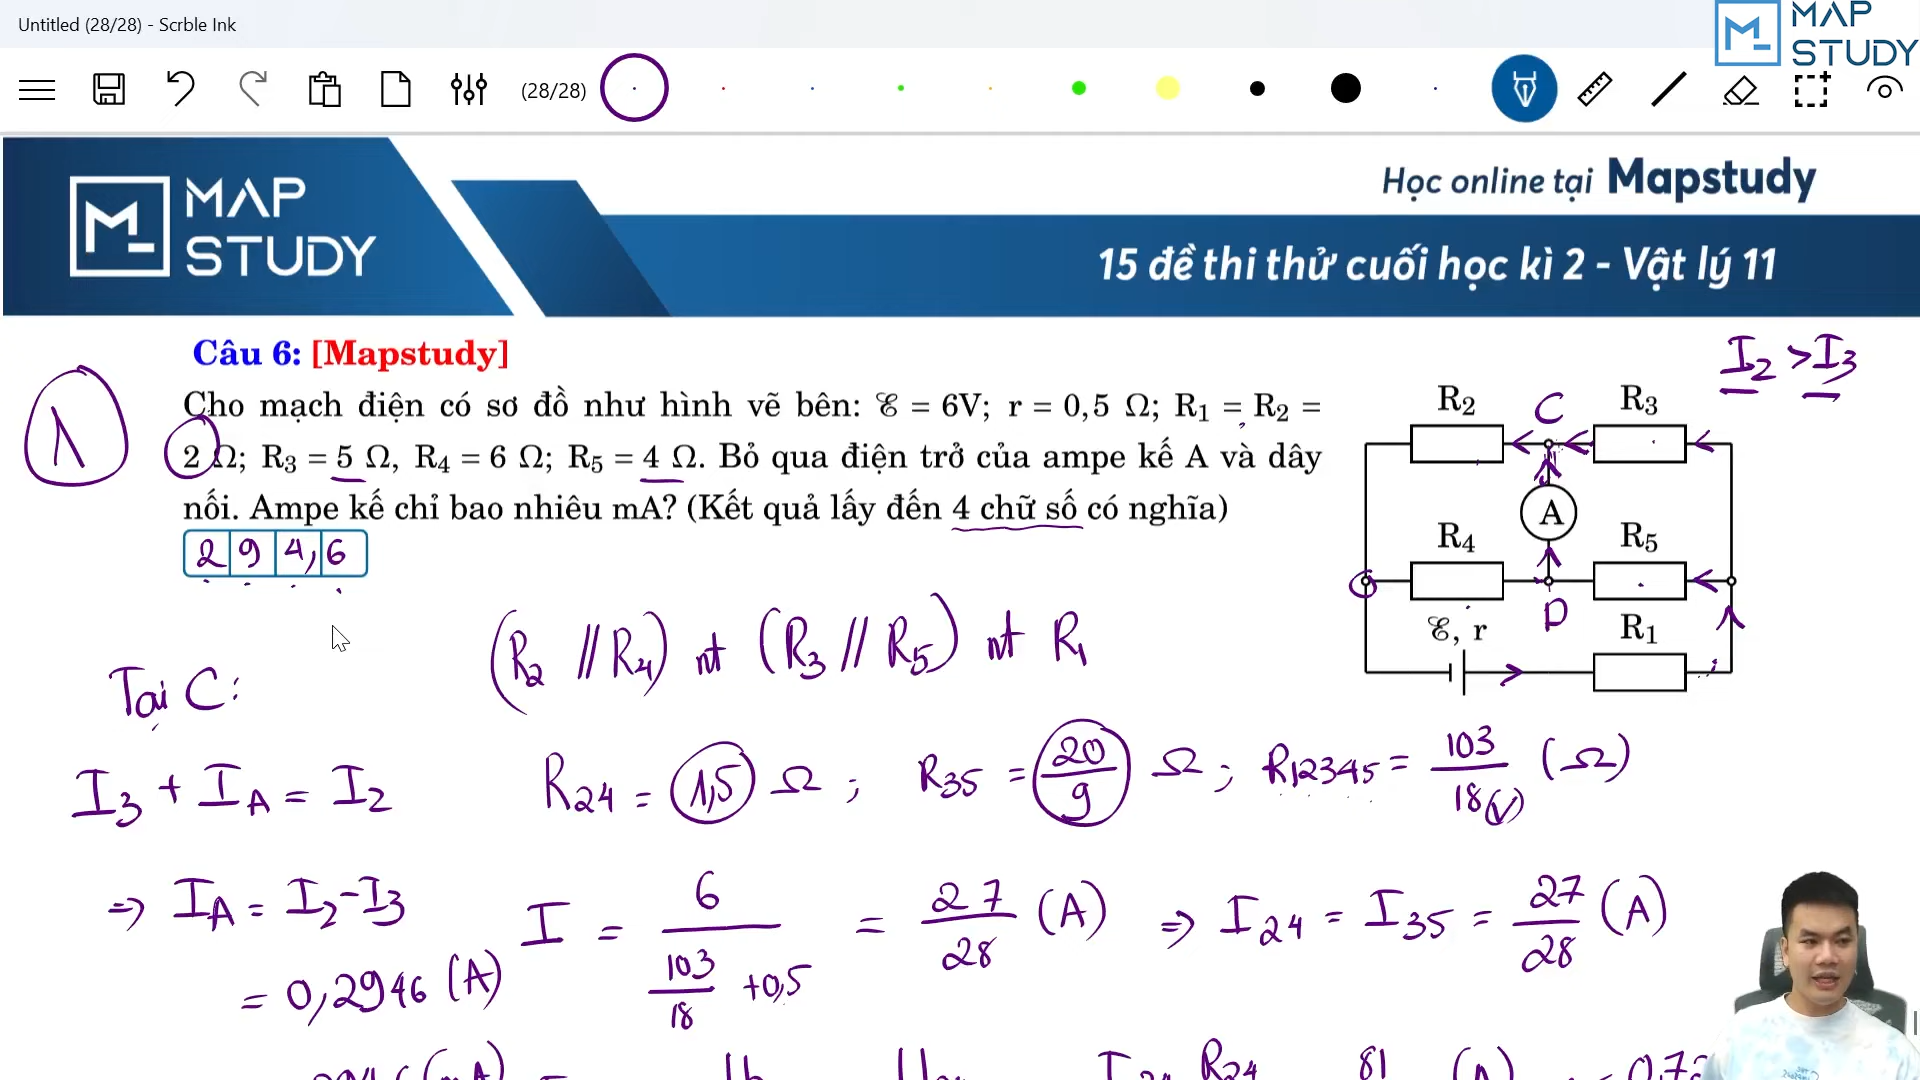 Untitled (28/28) - Scrble Ink
MAP
STUDY
(28/28)
MAP
STUDY
Học online tại Mapstudy
15 đề thi thử cuối học kì 2 - Vật lý 11
Câu 6: [Mapstudy]
Cho mạch điện có sơ đồ như hình vẽ bên: ℰ = 6V; r = 0,5 Ω; R₁ = R₂ =
2 Ω; R₃ = 5 Ω, R₄ = 6 Ω; R₅ = 4 Ω. Bỏ qua điện trở của ampe kế A và dây
nối. Ampe kế chỉ bao nhiêu mA? (Kết quả lấy đến 4 chữ số có nghĩa)
2 9 4, 6
I₂ > I₃
R₂ C R₃
A
R₄ R₅
D
ℰ, r R₁
(R₂ // R₄) nt (R₃ // R₅) nt R₁
Tại C:
I₃ + I_A = I₂
R₂₄ = 1,5 Ω ; R₃₅ = 20/9 Ω ; R₁₂₃₄₅ = 103/18 (Ω)
(V)
=> I_A = I₂ - I₃
= 0,2946 (A)
I = 6 / (103/18 + 0,5) = 27/28 (A) => I₂₄ = I₃₅ = 27/28 (A)
R₂₄ 81 (A)